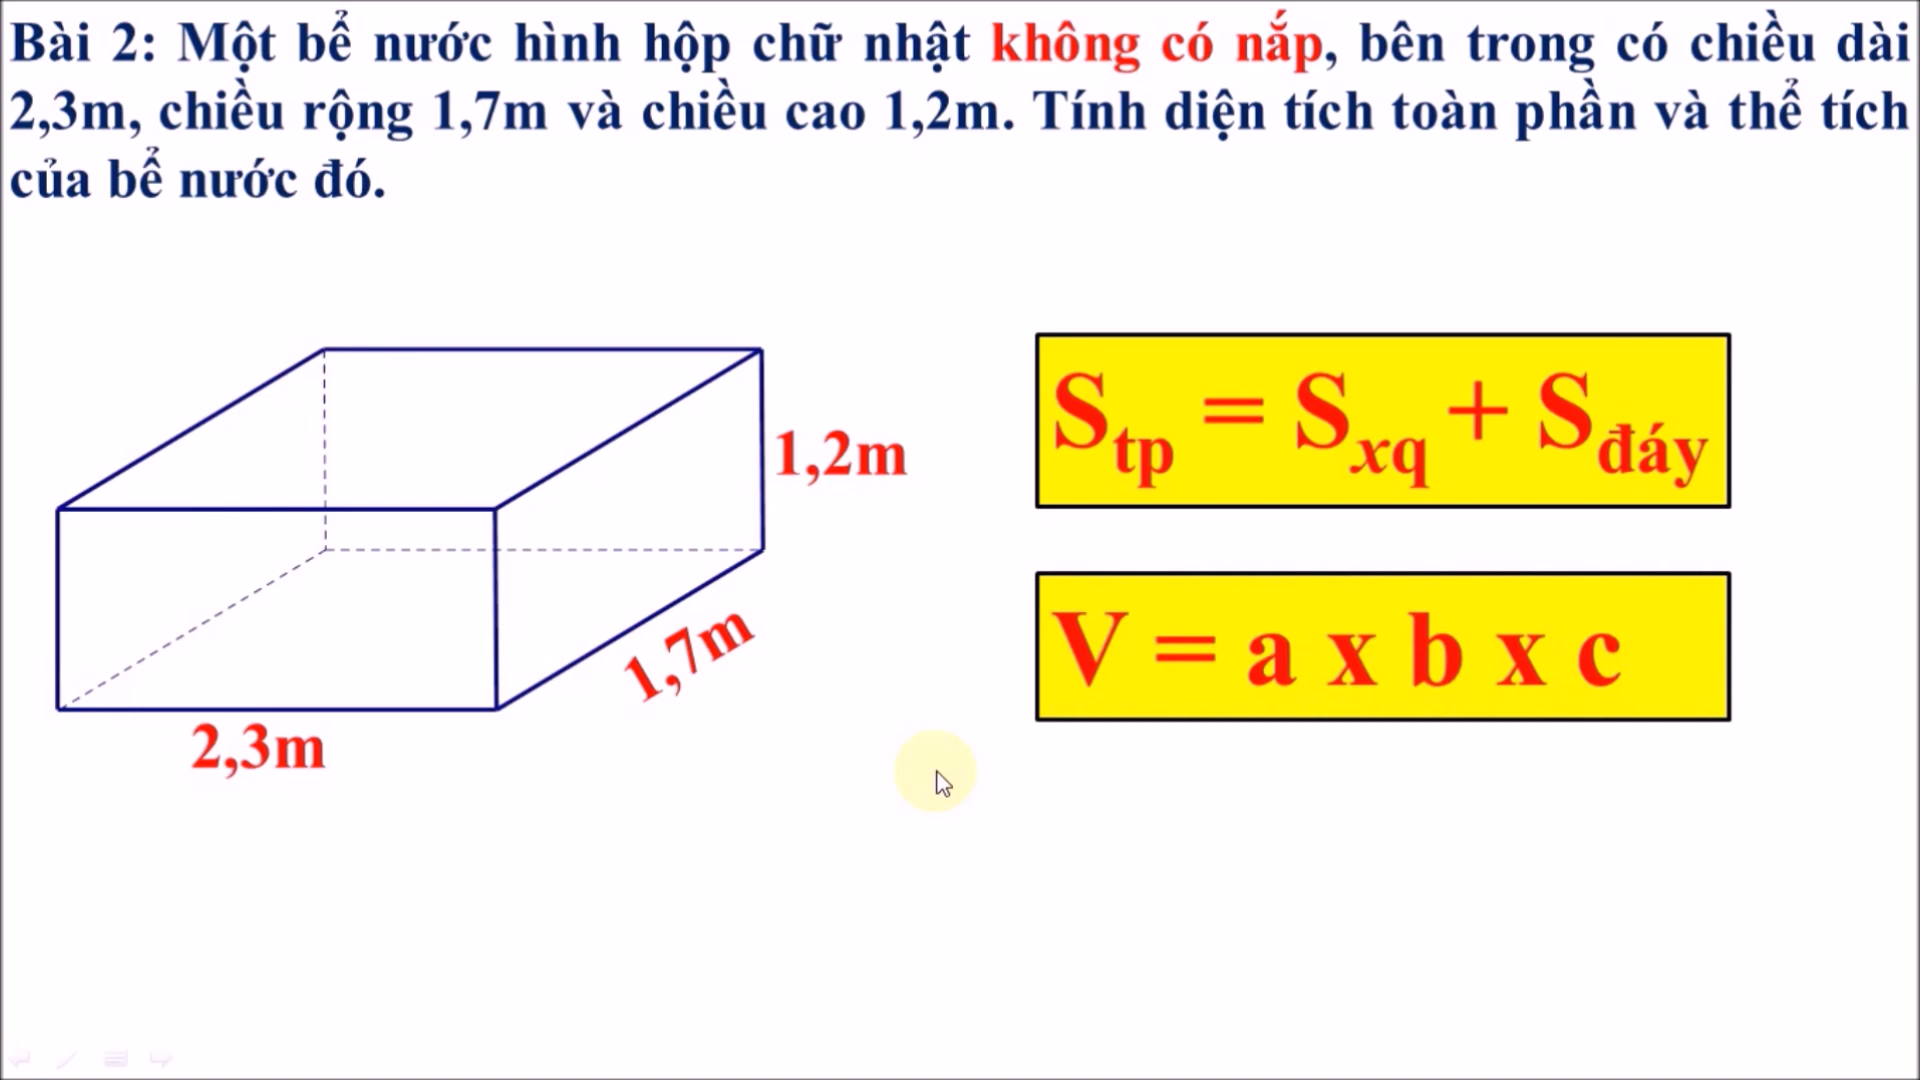 Bài 2: Một bể nước hình hộp chữ nhật không có nắp, bên trong có chiều dài
2,3m, chiều rộng 1,7m và chiều cao 1,2m. Tính diện tích toàn phần và thể tích
của bể nước đó.
1,2m
1,7m
2,3m
Stp = Sxq + Sđáy
V = a x b x c